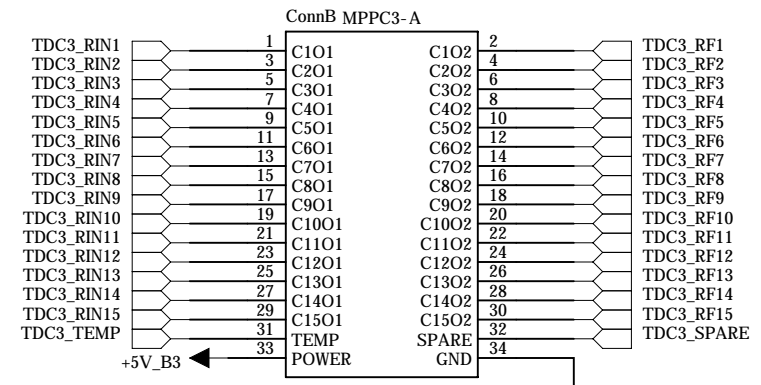 ConnB MPPC3-A
TDC3_RIN1 1 C1O1 C1O2 2 TDC3_RF1
TDC3_RIN2 3 C2O1 C2O2 4 TDC3_RF2
TDC3_RIN3 5 C3O1 C3O2 6 TDC3_RF3
TDC3_RIN4 7 C4O1 C4O2 8 TDC3_RF4
TDC3_RIN5 9 C5O1 C5O2 10 TDC3_RF5
TDC3_RIN6 11 C6O1 C6O2 12 TDC3_RF6
TDC3_RIN7 13 C7O1 C7O2 14 TDC3_RF7
TDC3_RIN8 15 C8O1 C8O2 16 TDC3_RF8
TDC3_RIN9 17 C9O1 C9O2 18 TDC3_RF9
TDC3_RIN10 19 C10O1 C10O2 20 TDC3_RF10
TDC3_RIN11 21 C11O1 C11O2 22 TDC3_RF11
TDC3_RIN12 23 C12O1 C12O2 24 TDC3_RF12
TDC3_RIN13 25 C13O1 C13O2 26 TDC3_RF13
TDC3_RIN14 27 C14O1 C14O2 28 TDC3_RF14
TDC3_RIN15 29 C15O1 C15O2 30 TDC3_RF15
TDC3_TEMP 31 TEMP SPARE 32 TDC3_SPARE
+5V_B3 33 POWER GND 34